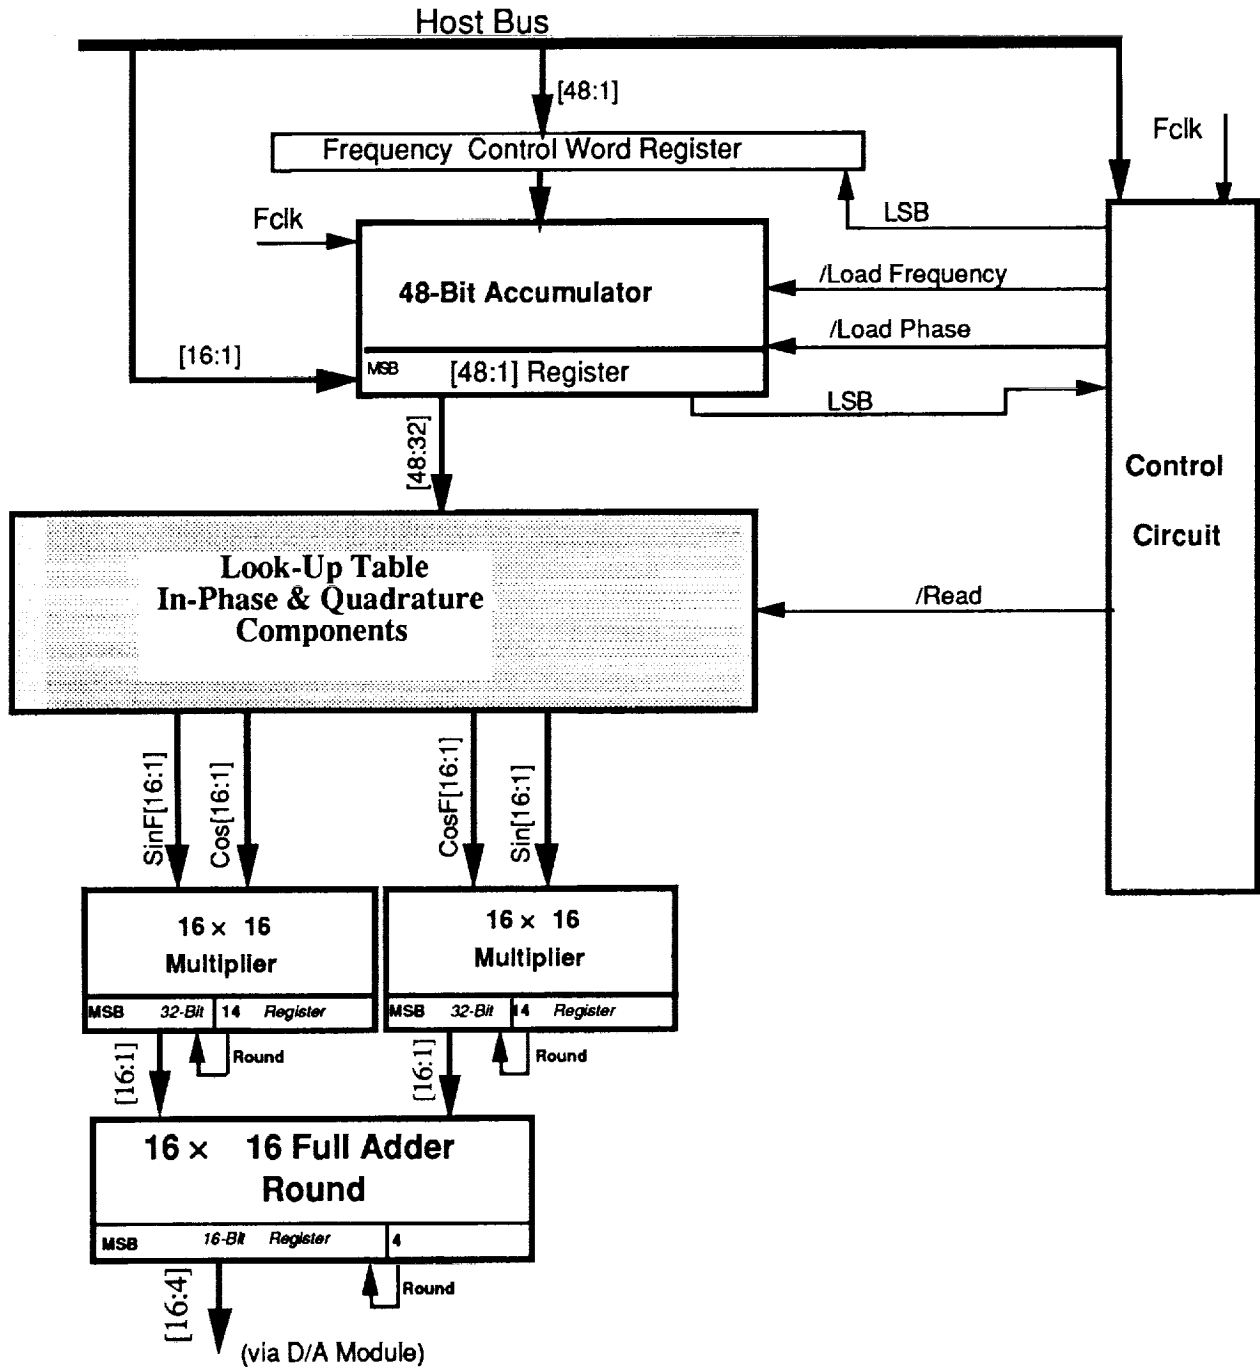 Host Bus
[48:1]
Fclk
Frequency Control Word Register
LSB
Fclk
48-Bit Accumulator
/Load Frequency
/Load Phase
[16:1]
MSB
[48:1] Register
LSB
[48:32]
Control
Circuit
Look-Up Table
In-Phase & Quadrature
Components
/Read
SinF[16:1]
Cos[16:1]
CosF[16:1]
Sin[16:1]
16 × 16
Multiplier
16 × 16
Multiplier
MSB 32-Bit 14 Register
MSB 32-Bit 14 Register
[16:1]
Round
[16:1]
Round
16 × 16 Full Adder
Round
MSB 16-Bit Register 4
[16:4]
Round
(via D/A Module)